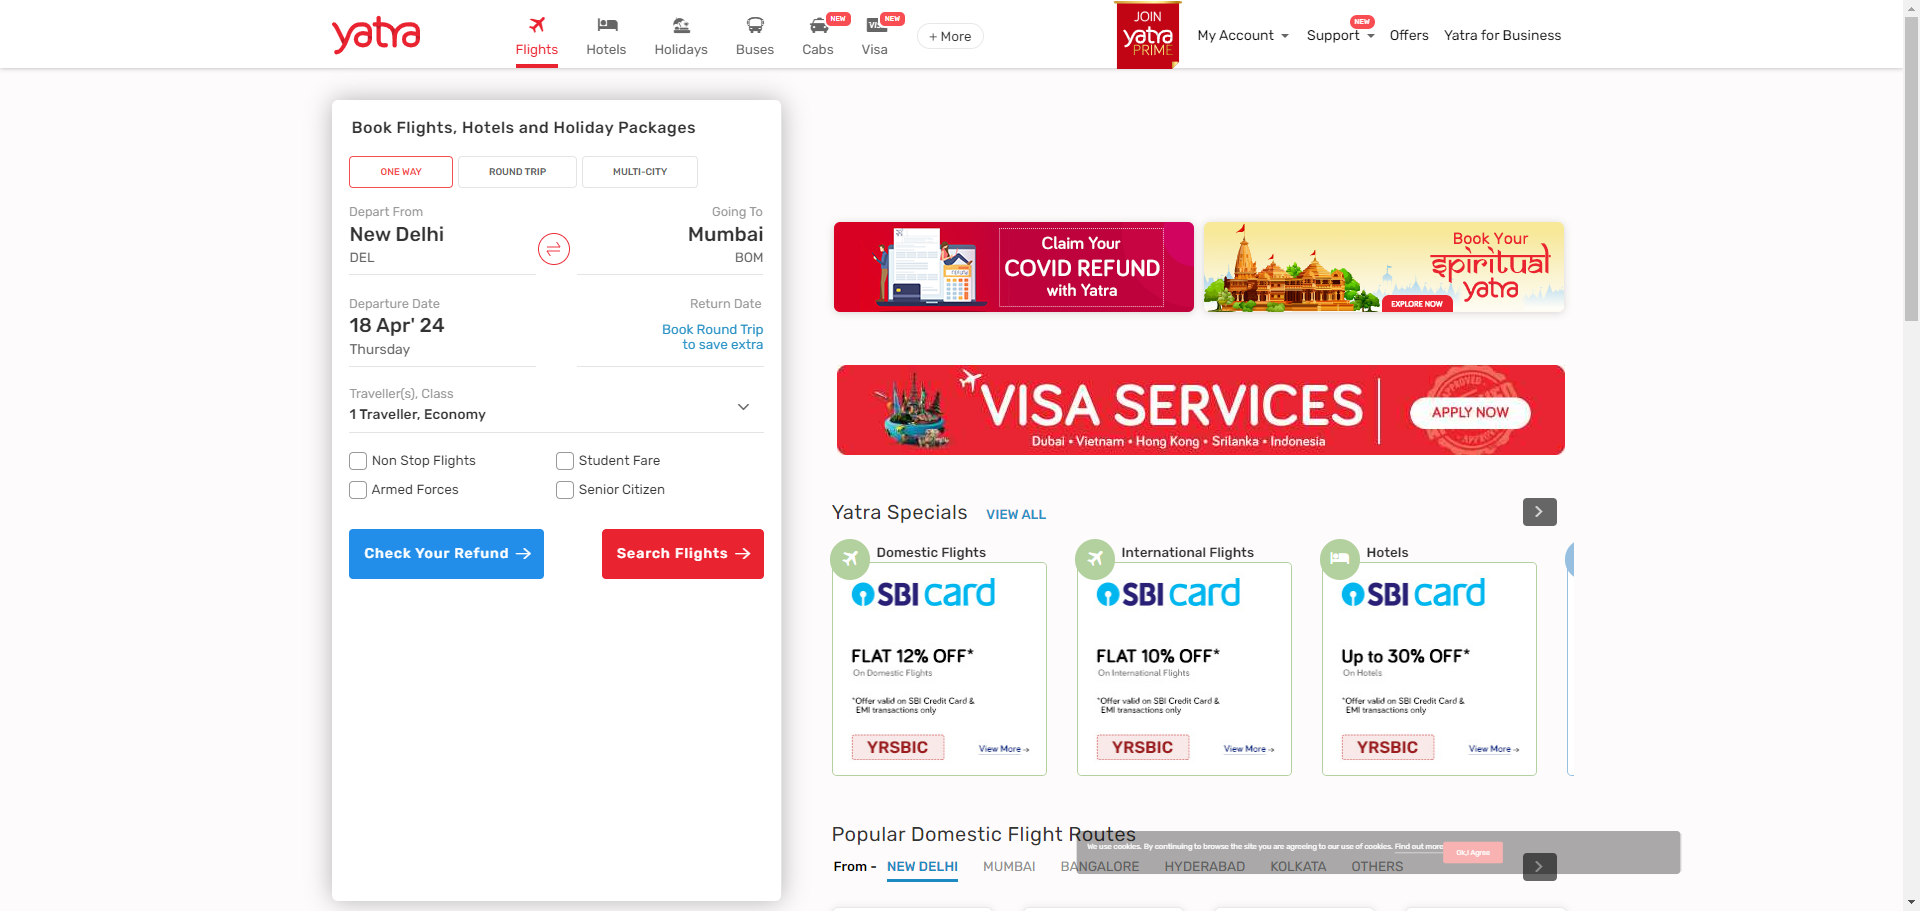 yatra
Flights
Hotels
Holidays
Buses
NEW
Cabs
NEW
VISA
Visa
+ More
JOIN
yatra
PRIME
My Account
NEW
Support
Offers
Yatra for Business
Book Flights, Hotels and Holiday Packages
ONE WAY
ROUND TRIP
MULTI-CITY
Depart From
New Delhi
DEL
Going To
Mumbai
BOM
Departure Date
18 Apr' 24
Thursday
Return Date
Book Round Trip
to save extra
Traveller(s), Class
1 Traveller, Economy
Non Stop Flights
Student Fare
Armed Forces
Senior Citizen
Check Your Refund
Search Flights
Claim Your
COVID REFUND
with Yatra
Book Your
spiritual
yatra
EXPLORE NOW
VISA SERVICES
Dubai • Vietnam • Hong Kong • Srilanka • Indonesia
APPROVED
APPLY NOW
Yatra Specials
VIEW ALL
Domestic Flights
SBI card
FLAT 12% OFF*
On Domestic Flights
*Offer valid on SBI Credit Card &
EMI transactions only
YRSBIC
View More →
International Flights
SBI card
FLAT 10% OFF*
On International Flights
*Offer valid on SBI Credit Card &
EMI transactions only
YRSBIC
View More →
Hotels
SBI card
Up to 30% OFF*
On Hotels
*Offer valid on SBI Credit Card &
EMI transactions only
YRSBIC
View More →
Popular Domestic Flight Routes
We use cookies. By continuing to browse the site you are agreeing to our use of cookies. Find out more
Ok,I Agree
From -
NEW DELHI
MUMBAI
BANGALORE
HYDERABAD
KOLKATA
OTHERS